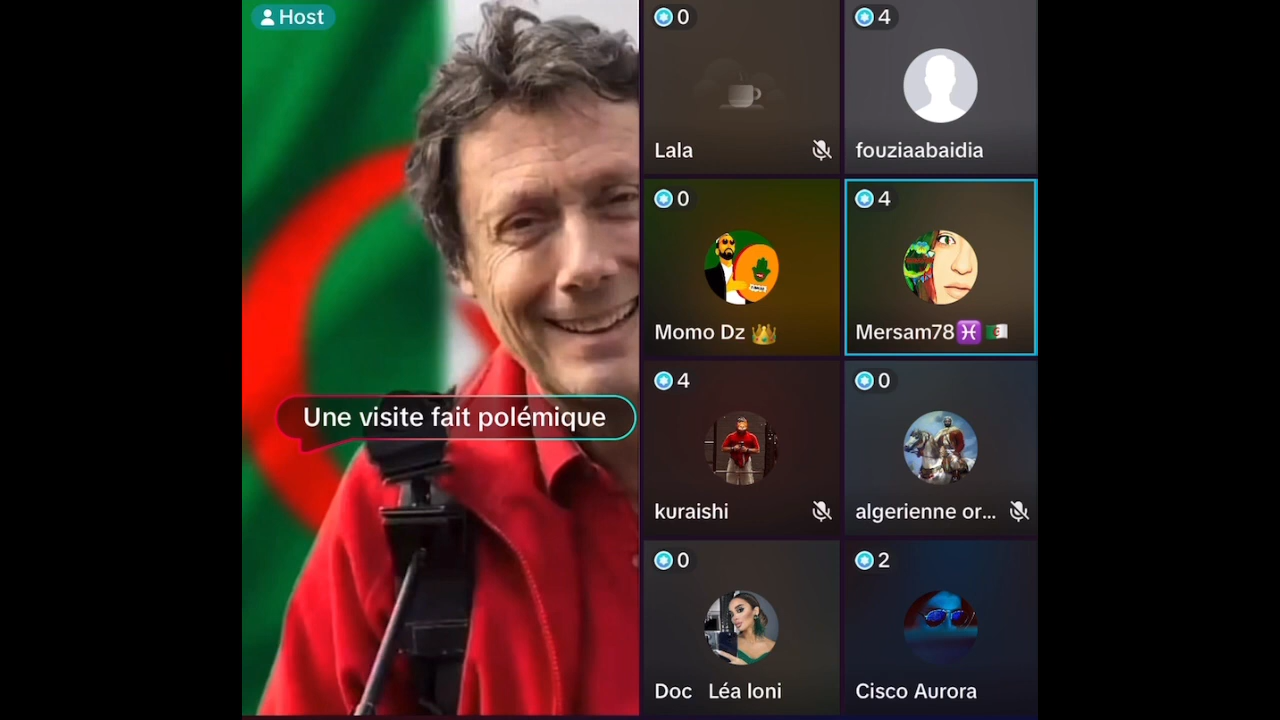 Host
Une visite fait polémique
0
4
Lala
fouziaabaidia
0
4
Momo Dz
Mersam78
4
0
kuraishi
algerienne or...
0
2
Doc Léa loni
Cisco Aurora